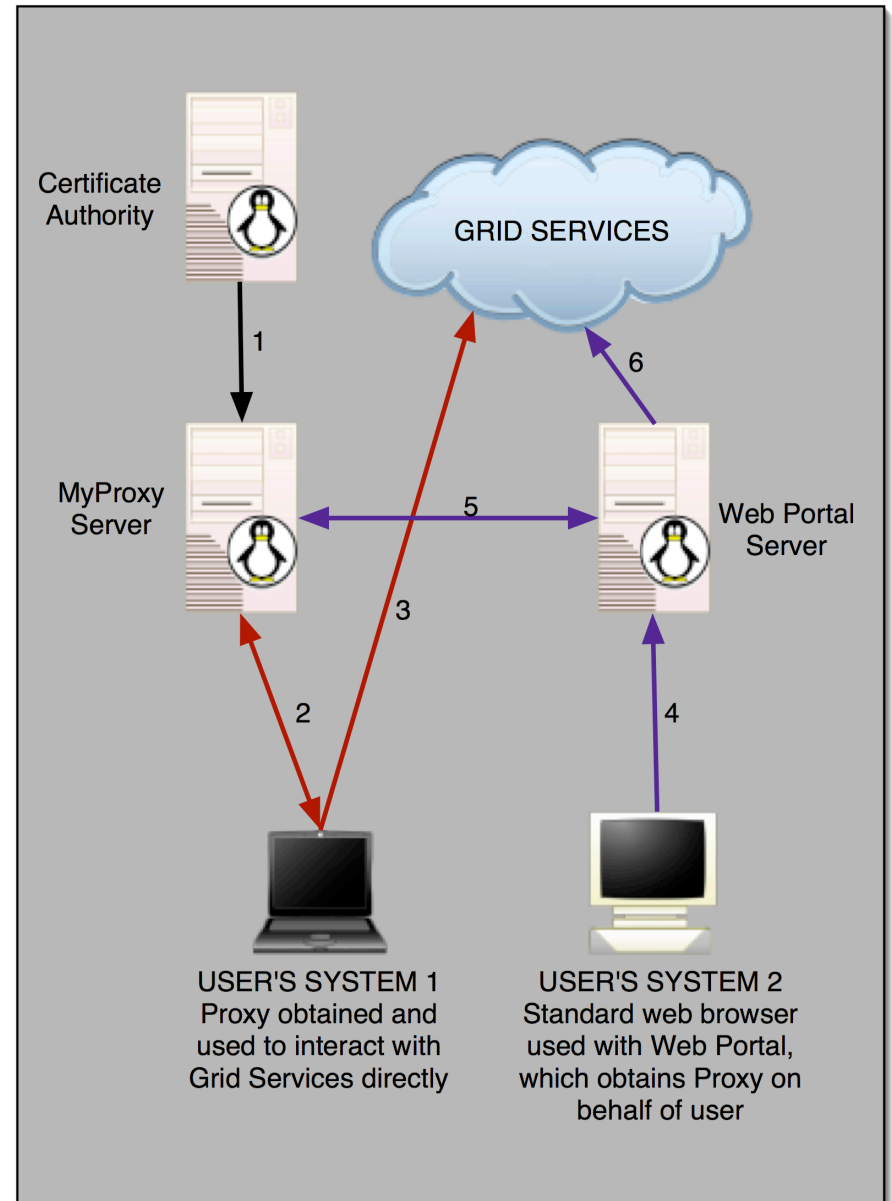 Certificate
Authority
GRID SERVICES
1
6
MyProxy
Server
5
Web Portal
Server
3
2
4
USER'S SYSTEM 1
Proxy obtained and
used to interact with
Grid Services directly
USER'S SYSTEM 2
Standard web browser
used with Web Portal,
which obtains Proxy on
behalf of user